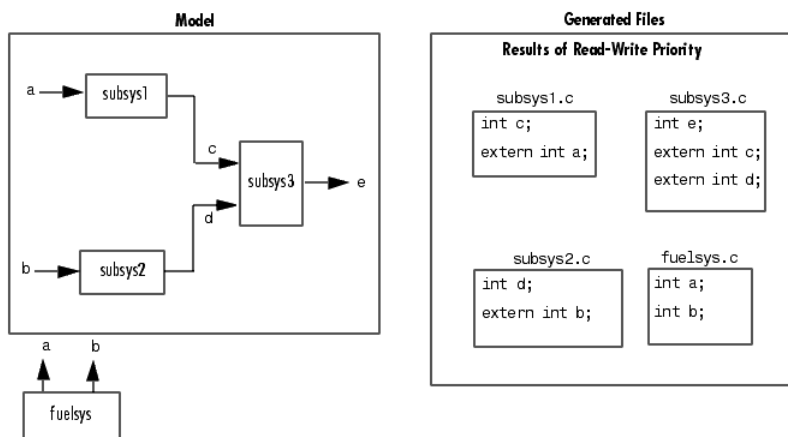 Model
a
subsys1
c
subsys3
e
d
b
subsys2
a
b
fuelsys
Generated Files
Results of Read-Write Priority
subsys1.c
int c;
extern int a;
subsys3.c
int e;
extern int c;
extern int d;
subsys2.c
int d;
extern int b;
fuelsys.c
int a;
int b;